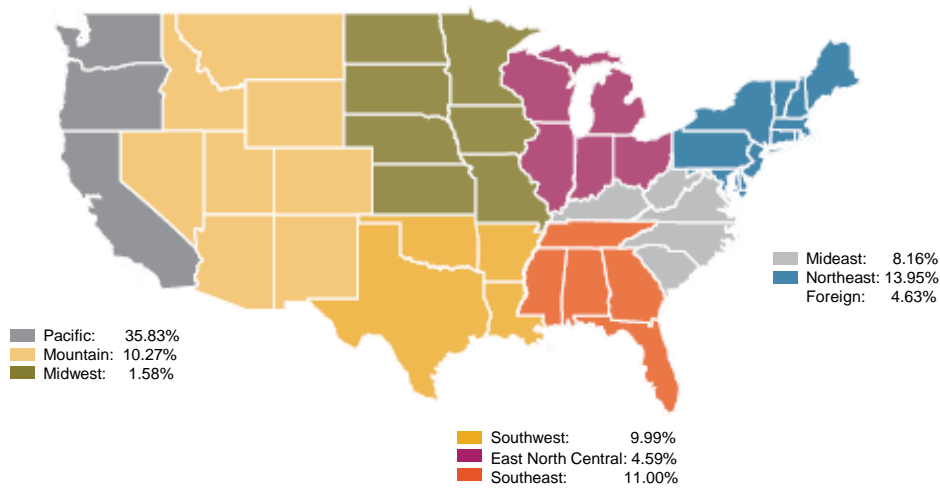 Mideast: 8.16%
Northeast: 13.95%
Foreign: 4.63%
Pacific: 35.83%
Mountain: 10.27%
Midwest: 1.58%
Southwest: 9.99%
East North Central: 4.59%
Southeast: 11.00%